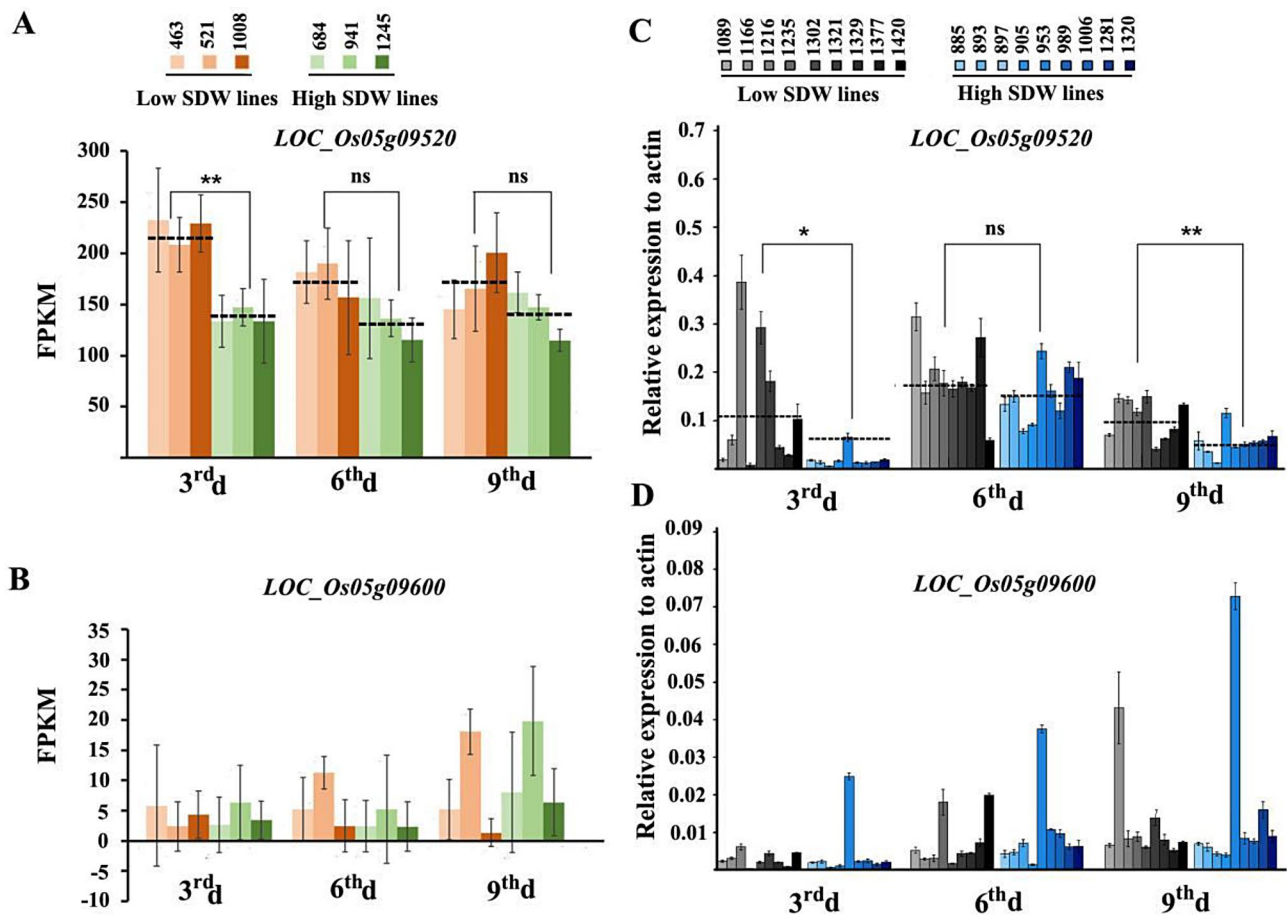 A
463 521 1008 684 941 1245
Low SDW lines High SDW lines
LOC_Os05g09520
FPKM
300
250
200
150
100
50
** ns ns
3rdd 6thd 9thd
B
LOC_Os05g09600
FPKM
35
30
25
20
15
10
5
0
-5
-10
3rdd 6thd 9thd
C
1089 1166 1216 1235 1302 1321 1329 1377 1420 885 893 897 905 953 989 1006 1281 1320
Low SDW lines High SDW lines
LOC_Os05g09520
Relative expression to actin
0.7
0.6
0.5
0.4
0.3
0.2
0.1
* ns **
3rdd 6thd 9thd
D
LOC_Os05g09600
Relative expression to actin
0.09
0.08
0.07
0.06
0.05
0.04
0.03
0.02
0.01
3rdd 6thd 9thd